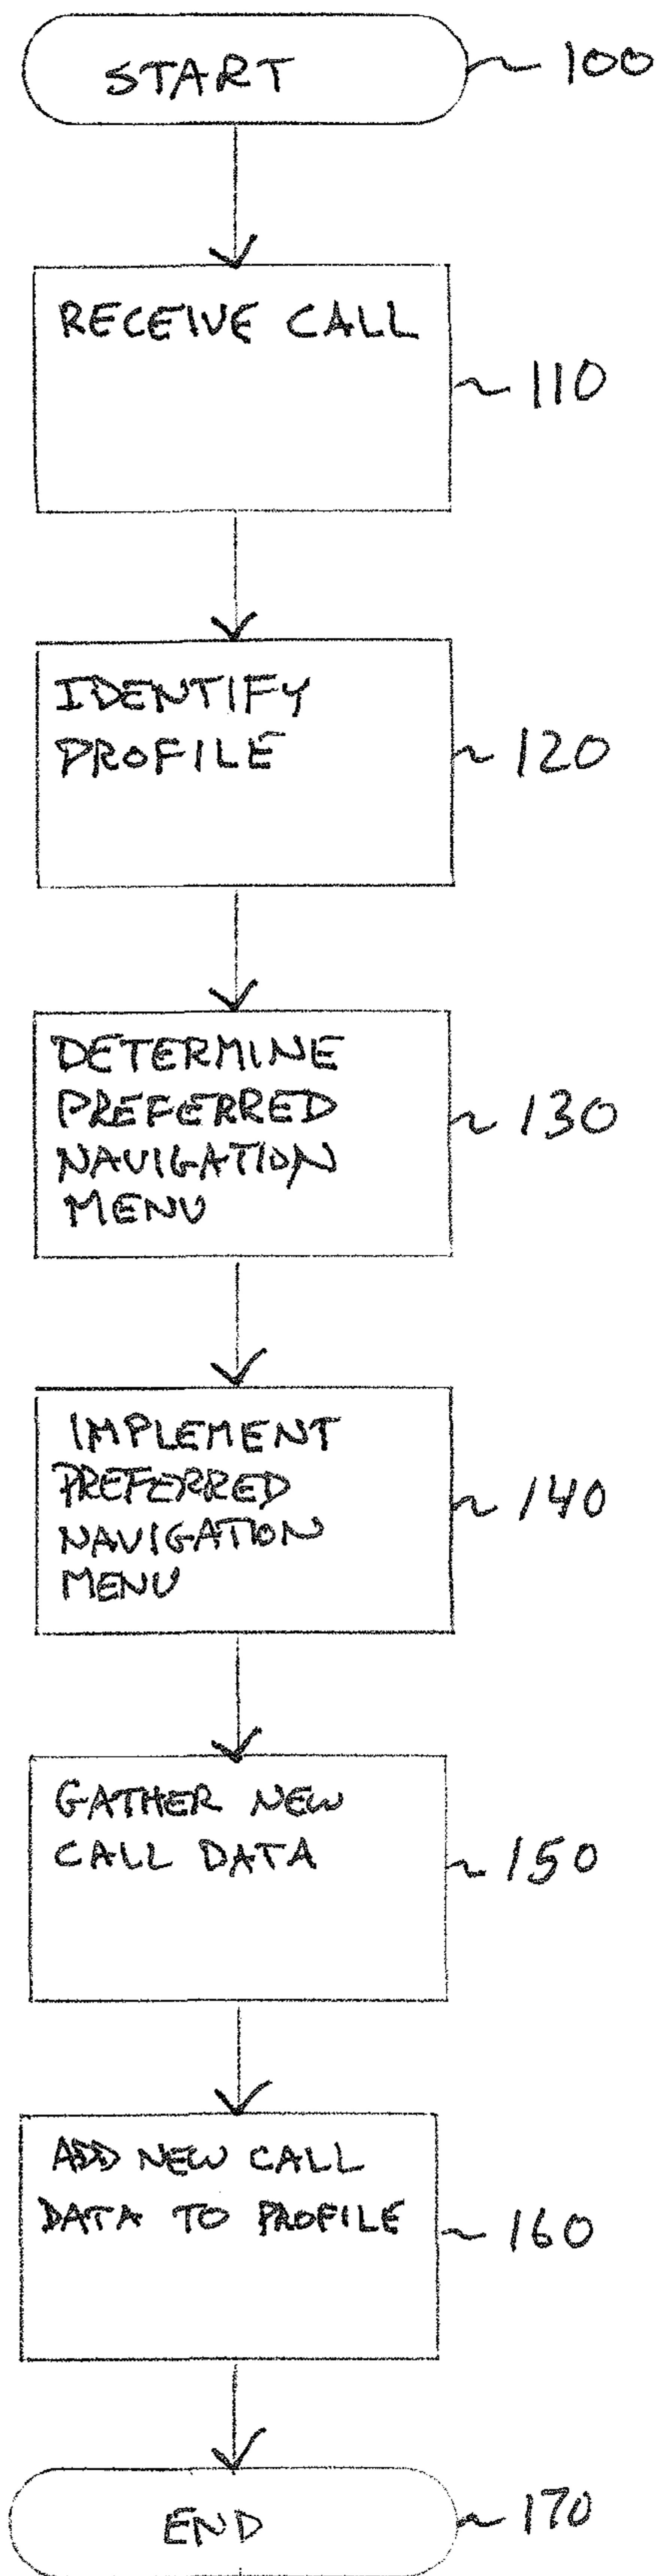 START
100
RECEIVE CALL
110
IDENTIFY
PROFILE
120
DETERMINE
PREFERRED
NAVIGATION
MENU
130
IMPLEMENT
PREFERRED
NAVIGATION
MENU
140
GATHER NEW
CALL DATA
150
ADD NEW CALL
DATA TO PROFILE
160
END
170